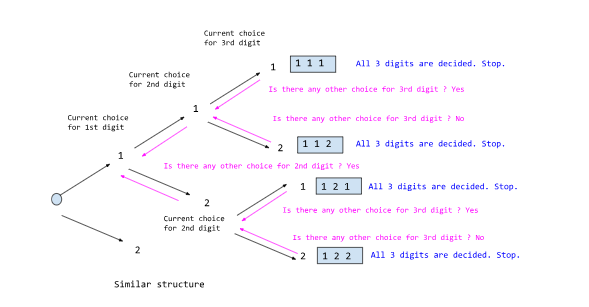 Current choice
for 3rd digit
1
1 1 1
All 3 digits are decided. Stop.
Current choice
for 2nd digit
Is there any other choice for 3rd digit ? Yes
1
Current choice
for 1st digit
Is there any other choice for 3rd digit ? No
2
1 1 2
All 3 digits are decided. Stop.
1
Is there any other choice for 2nd digit ? Yes
1
1 2 1
All 3 digits are decided. Stop.
2
Current choice
for 2nd digit
Is there any other choice for 3rd digit ? Yes
Is there any other choice for 3rd digit ? No
2
2
1 2 2
All 3 digits are decided. Stop.
Similar structure